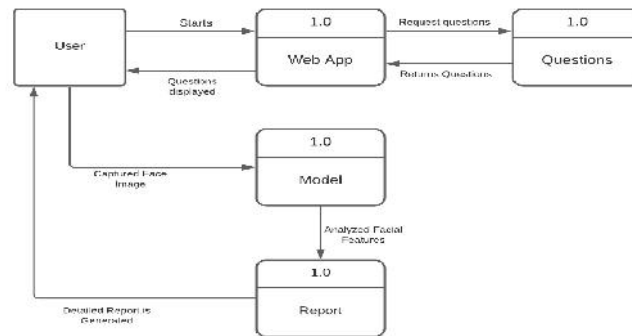 1.0
1.0
Starts
Request questions
User
Web App
Questions
Questions
displayed
Returns Questions
1.0
Captured Face
Image
Model
Analyzed Facial
Features
1.0
Detailed Report is
Generated
Report